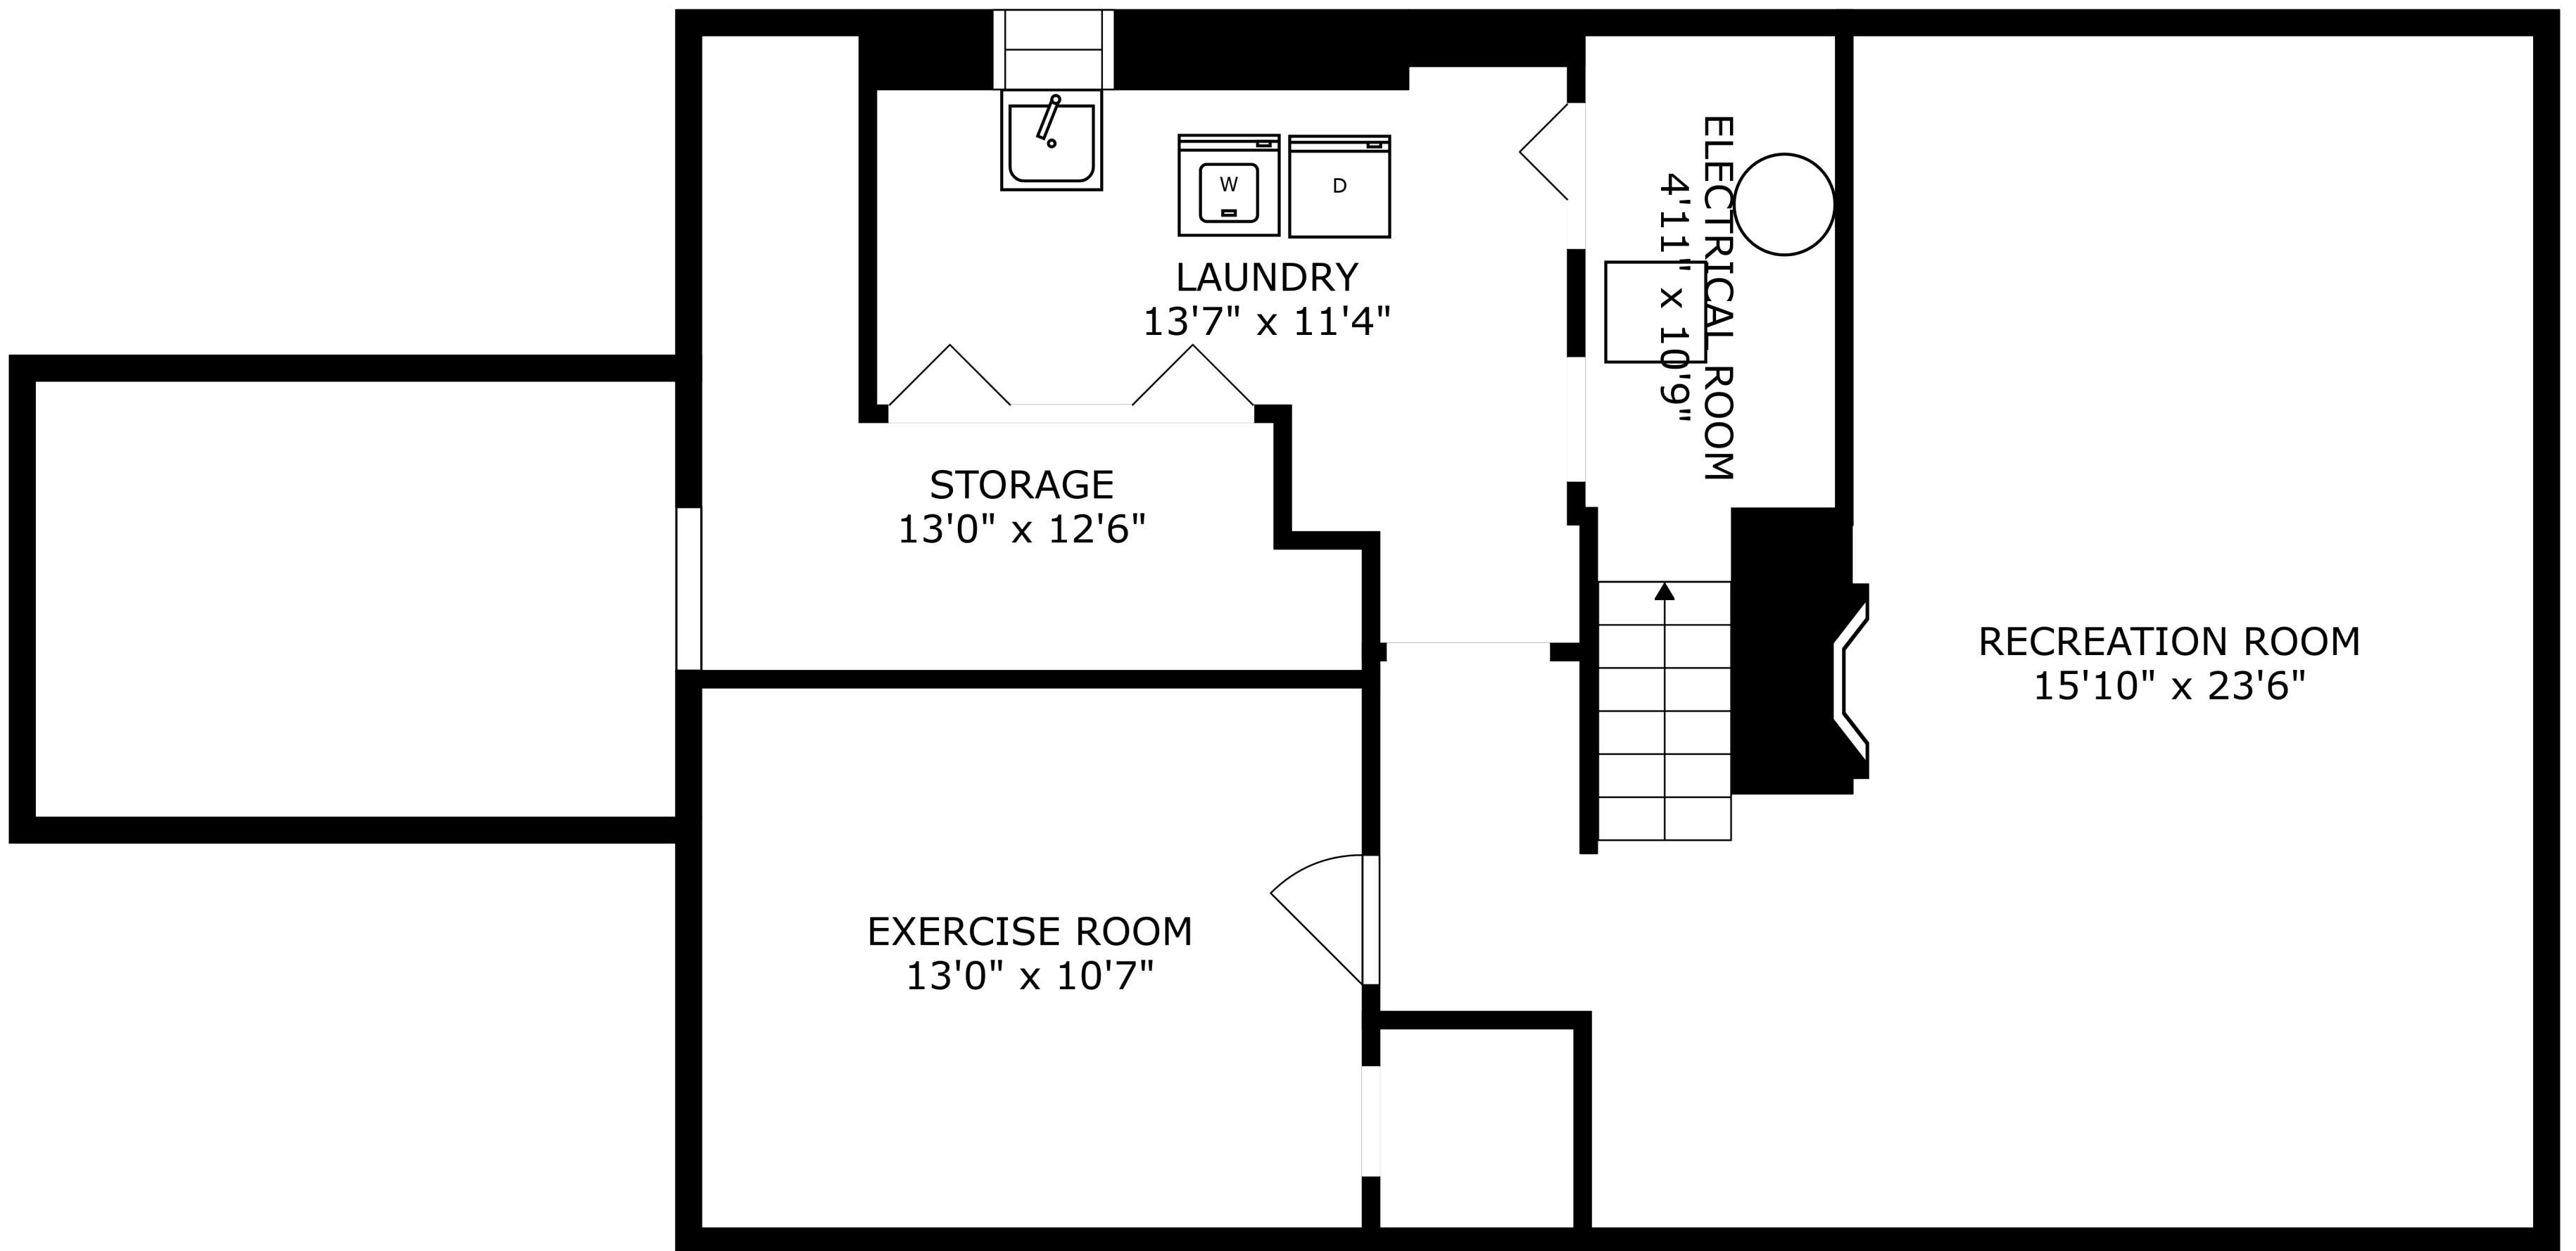 W
D
LAUNDRY
13'7" x 11'4"
ELECTRICAL ROOM
4'11" x 10'9"
STORAGE
13'0" x 12'6"
RECREATION ROOM
15'10" x 23'6"
EXERCISE ROOM
13'0" x 10'7"